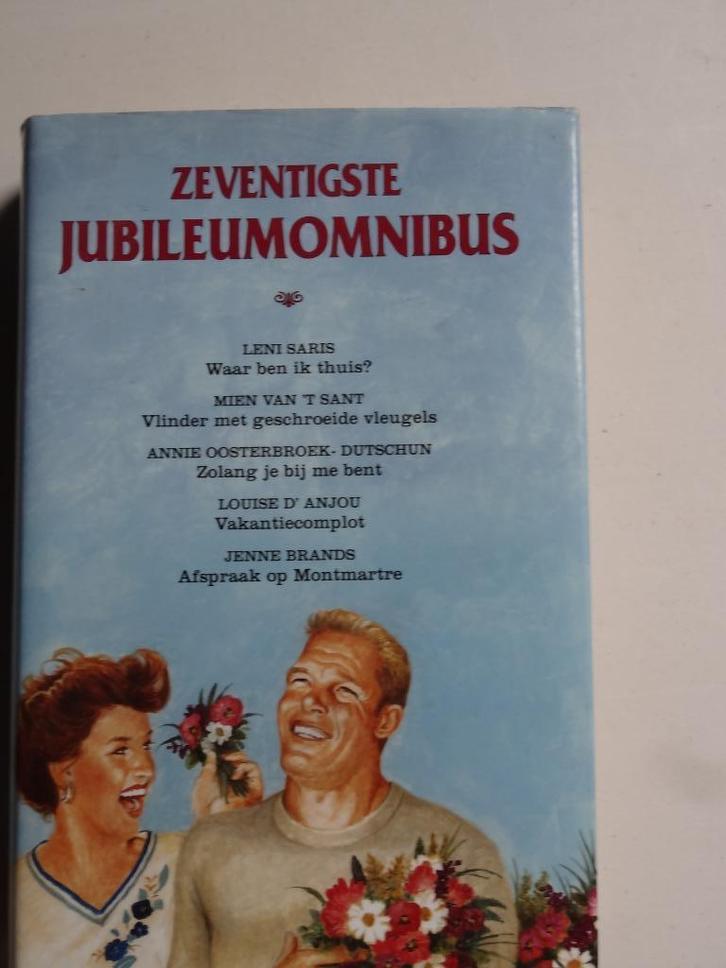 ZEVENTIGSTE
JUBILEUMOMNIBUS
LENI SARIS
Waar ben ik thuis?
MIEN VAN 'T SANT
Vlinder met geschroeide vleugels
ANNIE OOSTERBROEK- DUTSCHUN
Zolang je bij me bent
LOUISE D' ANJOU
Vakantiecomplot
JENNE BRANDS
Afspraak op Montmartre